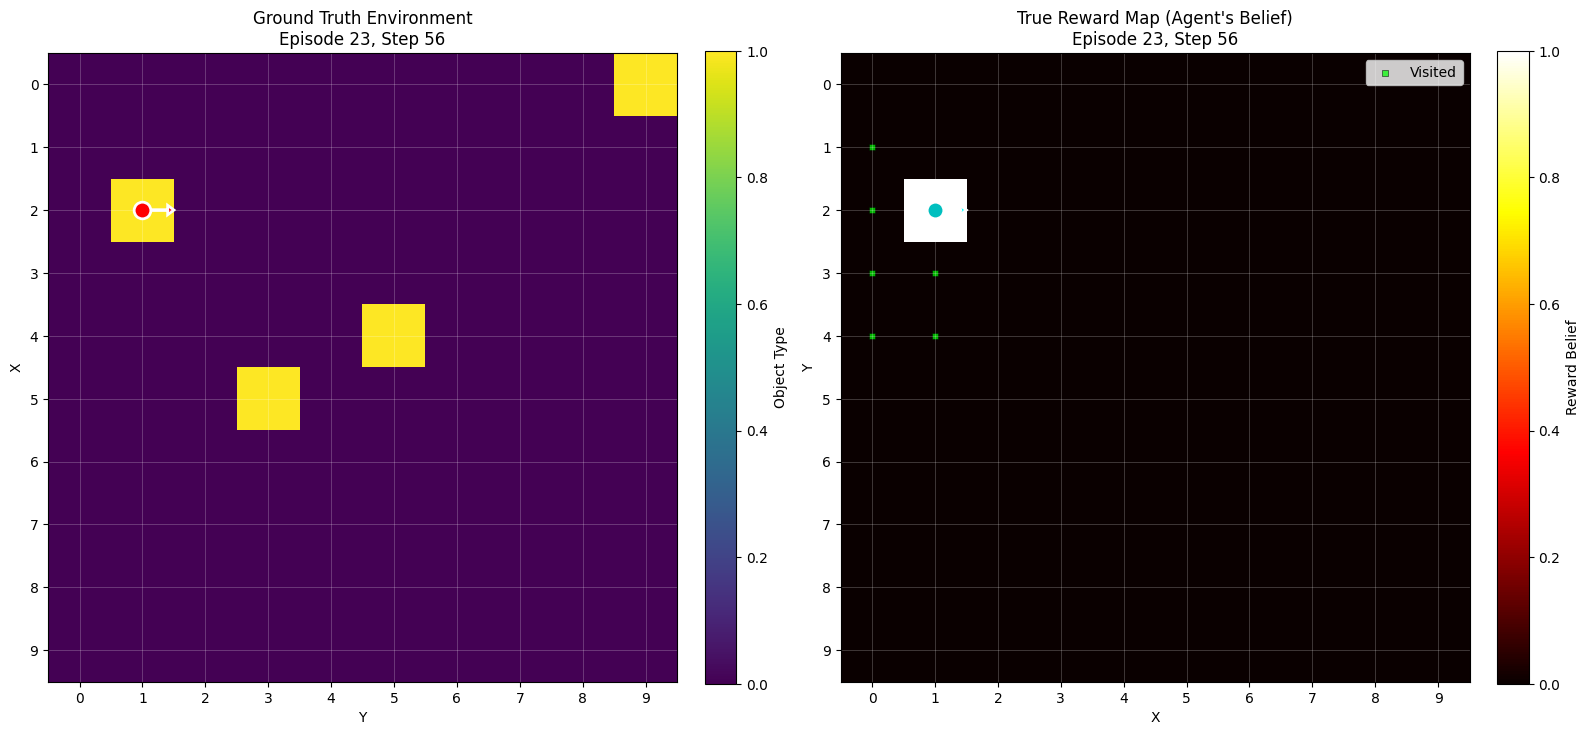 Ground Truth Environment
Episode 23, Step 56
0
1
2
3
4
5
6
7
8
9
X
0 1 2 3 4 5 6 7 8 9
Y
1.0
0.8
0.6
0.4
0.2
0.0
Object Type
True Reward Map (Agent's Belief)
Episode 23, Step 56
Visited
0
1
2
3
4
5
6
7
8
9
Y
0 1 2 3 4 5 6 7 8 9
X
1.0
0.8
0.6
0.4
0.2
0.0
Reward Belief